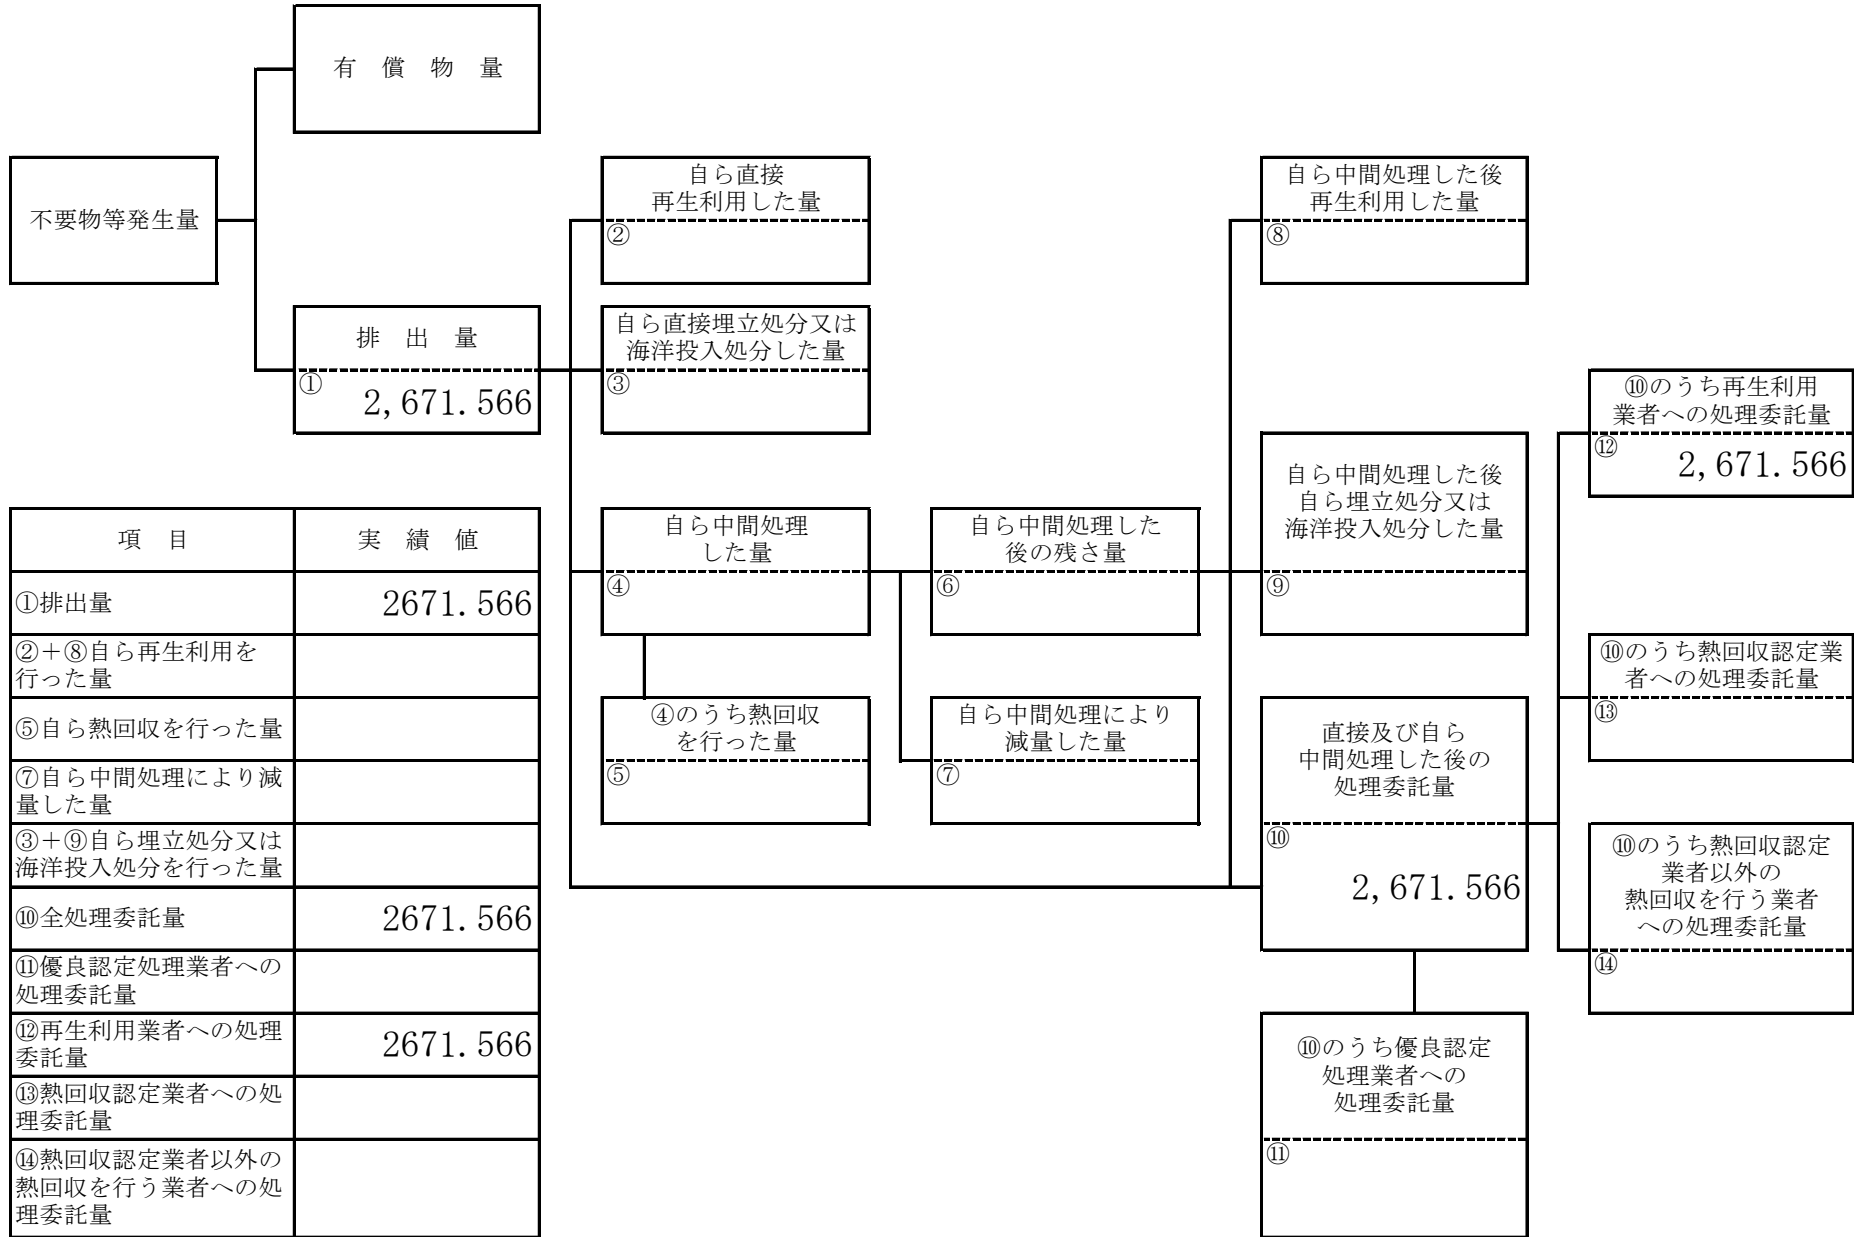 有　償　物　量
不要物等発生量
排　出　量
①
2,671.566
自ら直接
再生利用した量
②
自ら直接埋立処分又は
海洋投入処分した量
③
自ら中間処理
した量
④
④のうち熱回収
を行った量
⑤
自ら中間処理した
後の残さ量
⑥
自ら中間処理により
減量した量
⑦
自ら中間処理した後
再生利用した量
⑧
自ら中間処理した後
自ら埋立処分又は
海洋投入処分した量
⑨
直接及び自ら
中間処理した後の
処理委託量
⑩
2,671.566
⑩のうち優良認定
処理業者への
処理委託量
⑪
⑩のうち再生利用
業者への処理委託量
⑫
2,671.566
⑩のうち熱回収認定業
者への処理委託量
⑬
⑩のうち熱回収認定
業者以外の
熱回収を行う業者
への処理委託量
⑭
項　目
実　績　値
①排出量
2671.566
②＋⑧自ら再生利用を
行った量
⑤自ら熱回収を行った量
⑦自ら中間処理により減
量した量
③＋⑨自ら埋立処分又は
海洋投入処分を行った量
⑩全処理委託量
2671.566
⑪優良認定処理業者への
処理委託量
⑫再生利用業者への処理
委託量
2671.566
⑬熱回収認定業者への処
理委託量
⑭熱回収認定業者以外の
熱回収を行う業者への処
理委託量